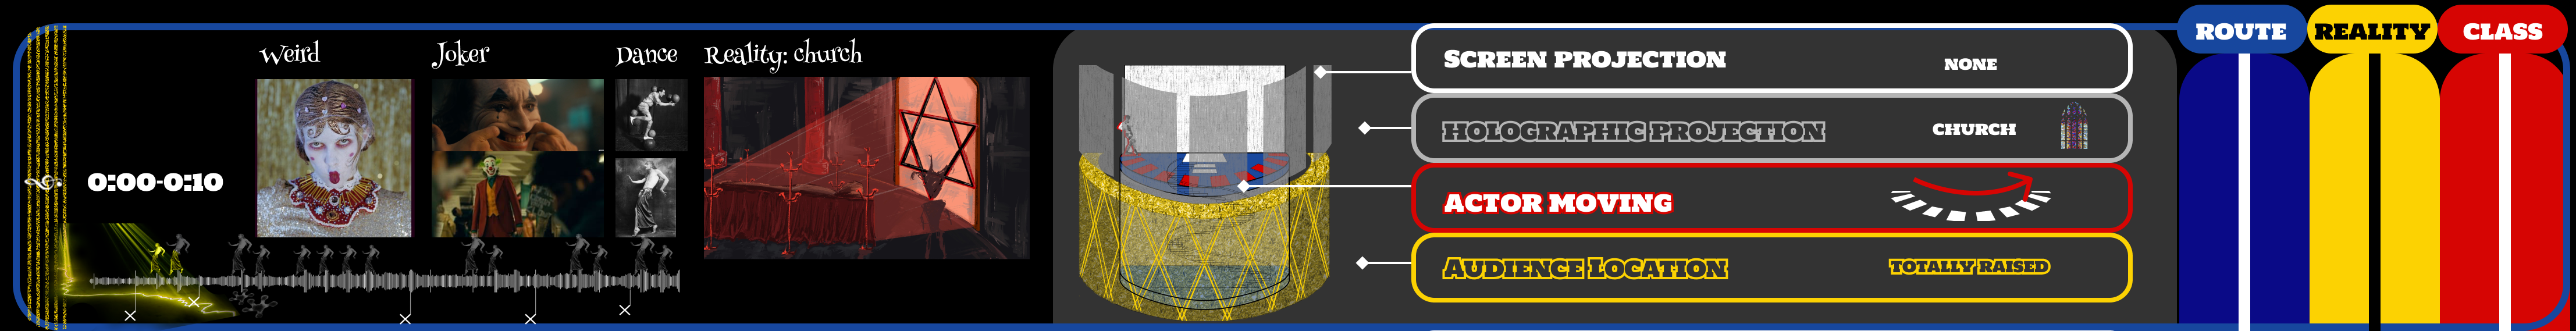 Weird
Joker
Dance
Reality: church
0:00-0:10
SCREEN PROJECTION
NONE
HOLOGRAPHIC PROJECTION
CHURCH
ACTOR MOVING
AUDIENCE LOCATION
TOTALLY RAISED
ROUTE
REALITY
CLASS